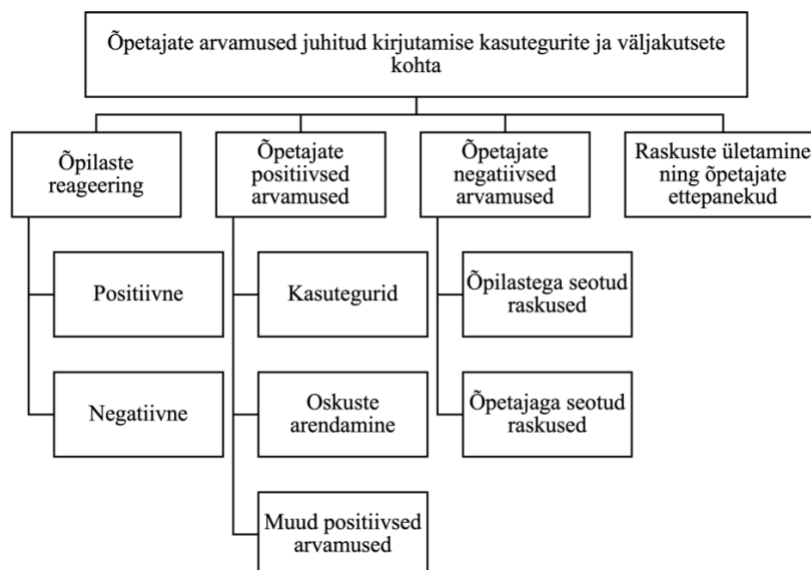 Õpetajate arvamused juhitud kirjutamise kasutegurite ja väljakutsete
kohta
Õpilaste
reageering
Positiivne
Negatiivne
Õpetajate
positiivsed
arvamused
Kasutegurid
Oskuste
arendamine
Muud positiivsed
arvamused
Õpetajate
negatiivsed
arvamused
Õpilastega seotud
raskused
Õpetajaga seotud
raskused
Raskuste ületamine
ning õpetajate
ettepanekud